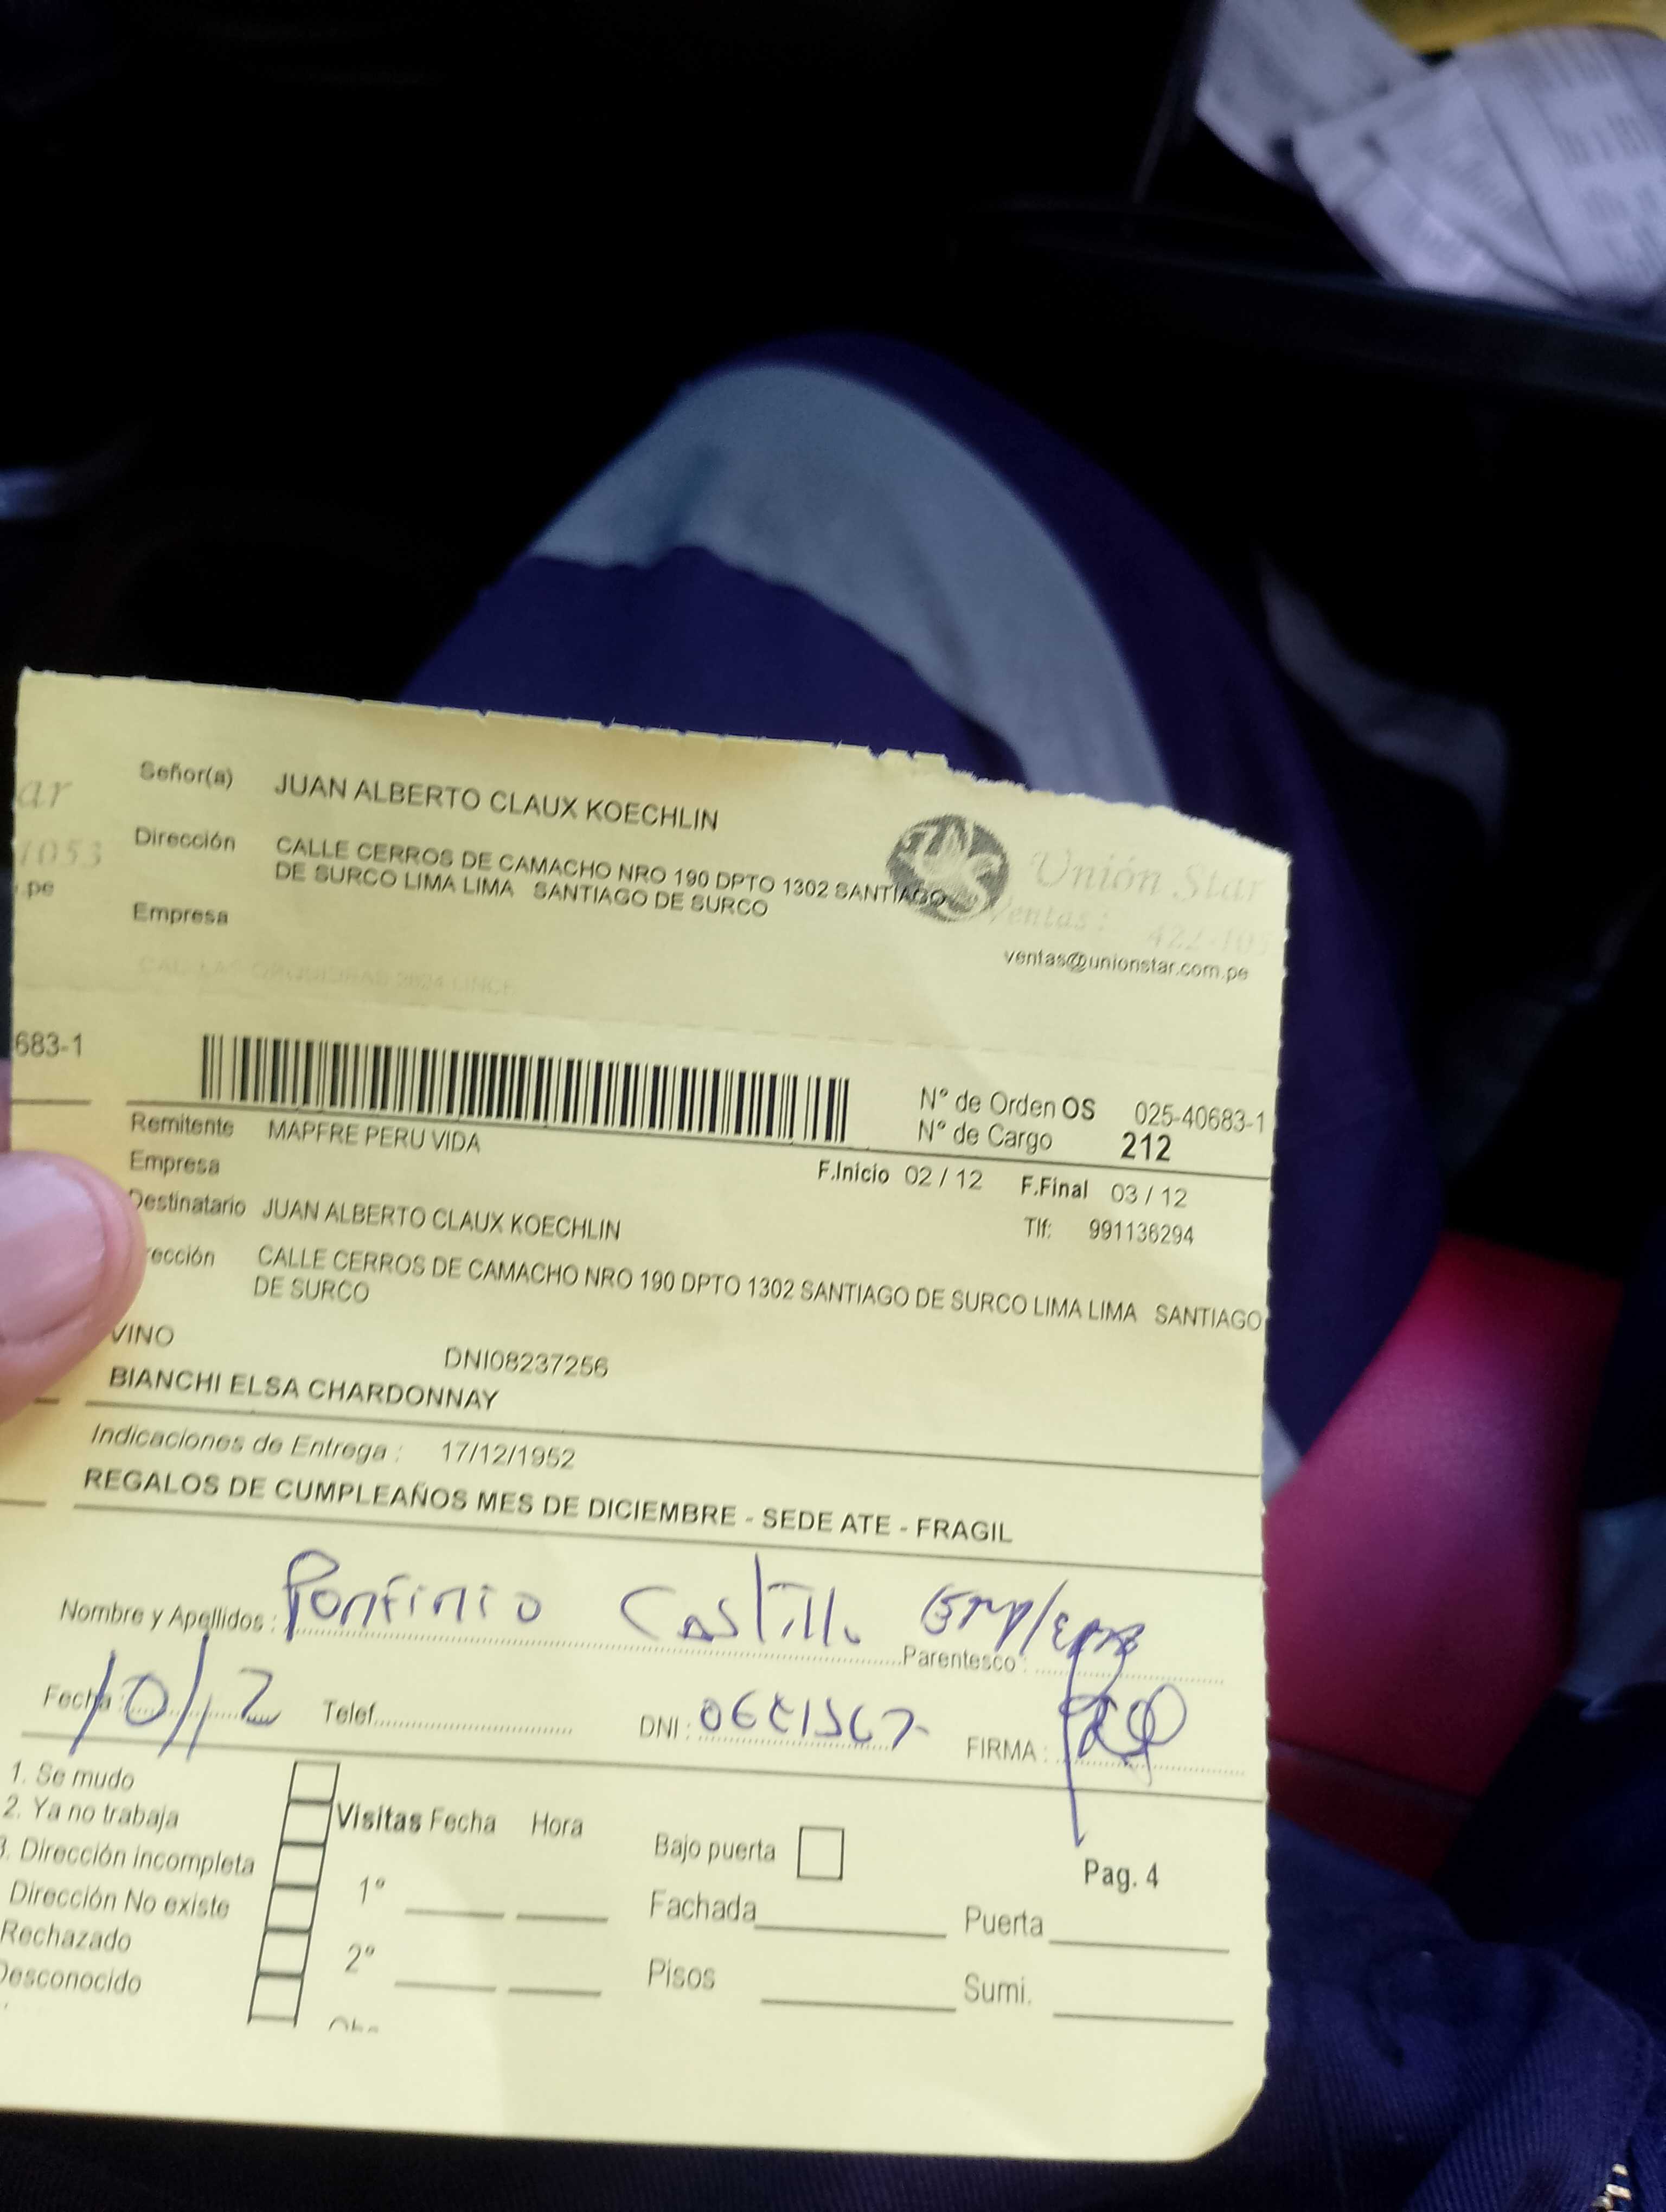 ar
1053
.pe
Señor(a) JUAN ALBERTO CLAUX KOECHLIN
Dirección CALLE CERROS DE CAMACHO NRO 190 DPTO 1302 SANTIAGO
DE SURCO LIMA LIMA SANTIAGO DE SURCO
Empresa
Unión Star
Ventas :
422-105
ventas@unionstar.com.pe
683-1
N° de Orden OS 025-40683-1
N° de Cargo 212
Remitente MAPFRE PERU VIDA
Empresa
F.Inicio 02 / 12 F.Final 03 / 12
Destinatario JUAN ALBERTO CLAUX KOECHLIN
Tlf: 991136294
rección CALLE CERROS DE CAMACHO NRO 190 DPTO 1302 SANTIAGO DE SURCO LIMA LIMA SANTIAGO
DE SURCO
VINO
DNI08237256
BIANCHI ELSA CHARDONNAY
Indicaciones de Entrega : 17/12/1952
REGALOS DE CUMPLEAÑOS MES DE DICIEMBRE - SEDE ATE - FRAGIL
Nombre y Apellidos : Porfirio Castillo Parentesco :
Fecha : 10/12 Telef. DNI : FIRMA :
1. Se mudo
2. Ya no trabaja
3. Dirección incompleta
Dirección No existe
Rechazado
Desconocido
Visitas Fecha Hora
1º
2º
Bajo puerta
Pag. 4
Fachada Puerta
Pisos Sumi.